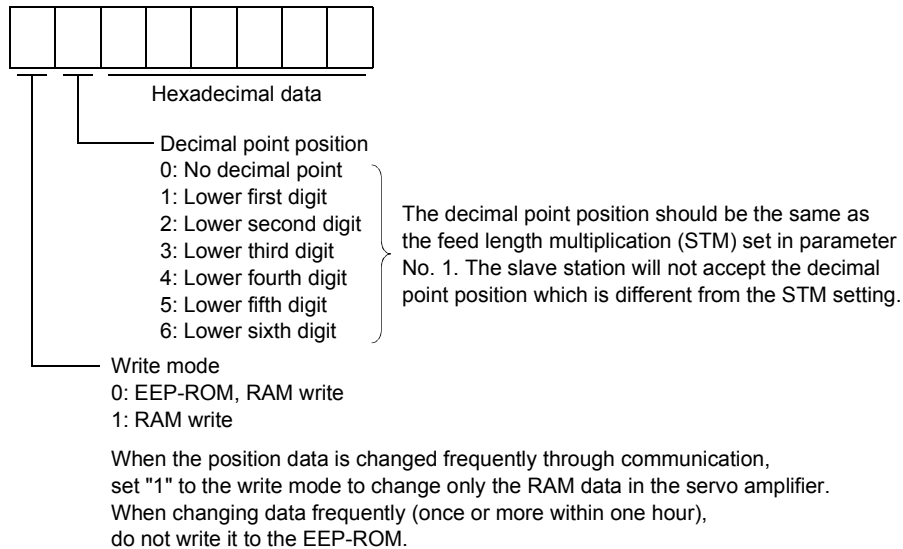 Hexadecimal data
Decimal point position
0: No decimal point
1: Lower first digit
2: Lower second digit
3: Lower third digit
4: Lower fourth digit
5: Lower fifth digit
6: Lower sixth digit
The decimal point position should be the same as
the feed length multiplication (STM) set in parameter
No. 1. The slave station will not accept the decimal
point position which is different from the STM setting.
Write mode
0: EEP-ROM, RAM write
1: RAM write
When the position data is changed frequently through communication,
set "1" to the write mode to change only the RAM data in the servo amplifier.
When changing data frequently (once or more within one hour),
do not write it to the EEP-ROM.